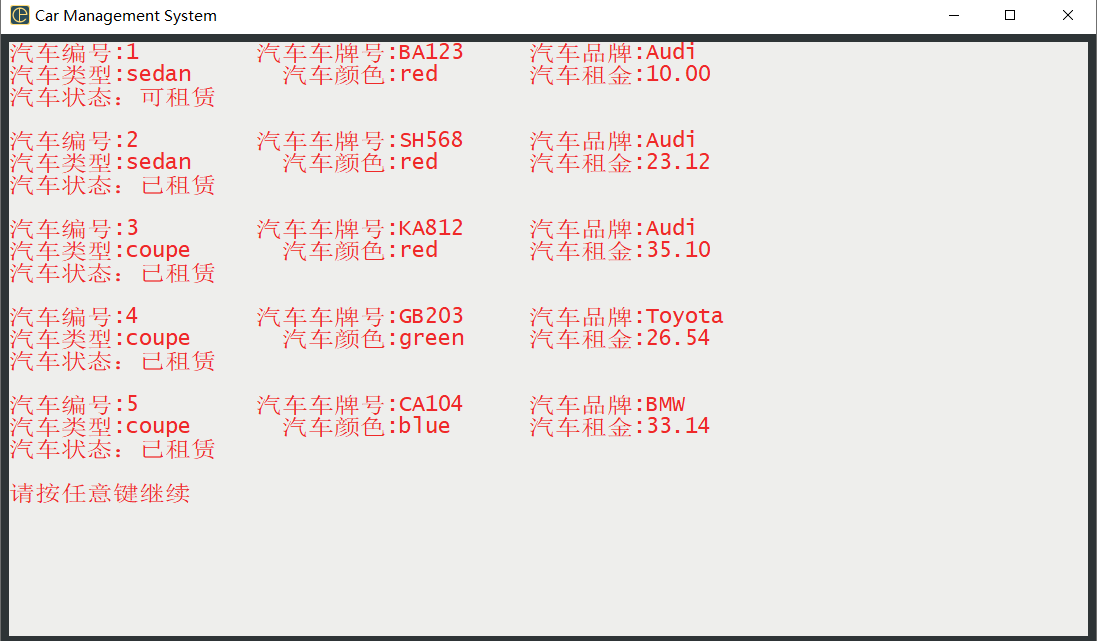 Car Management System
汽车编号:1 汽车车牌号:BA123 汽车品牌:Audi
汽车类型:sedan 汽车颜色:red 汽车租金:10.00
汽车状态：可租赁
汽车编号:2 汽车车牌号:SH568 汽车品牌:Audi
汽车类型:sedan 汽车颜色:red 汽车租金:23.12
汽车状态：已租赁
汽车编号:3 汽车车牌号:KA812 汽车品牌:Audi
汽车类型:coupe 汽车颜色:red 汽车租金:35.10
汽车状态：已租赁
汽车编号:4 汽车车牌号:GB203 汽车品牌:Toyota
汽车类型:coupe 汽车颜色:green 汽车租金:26.54
汽车状态：已租赁
汽车编号:5 汽车车牌号:CA104 汽车品牌:BMW
汽车类型:coupe 汽车颜色:blue 汽车租金:33.14
汽车状态：已租赁
请按任意键继续